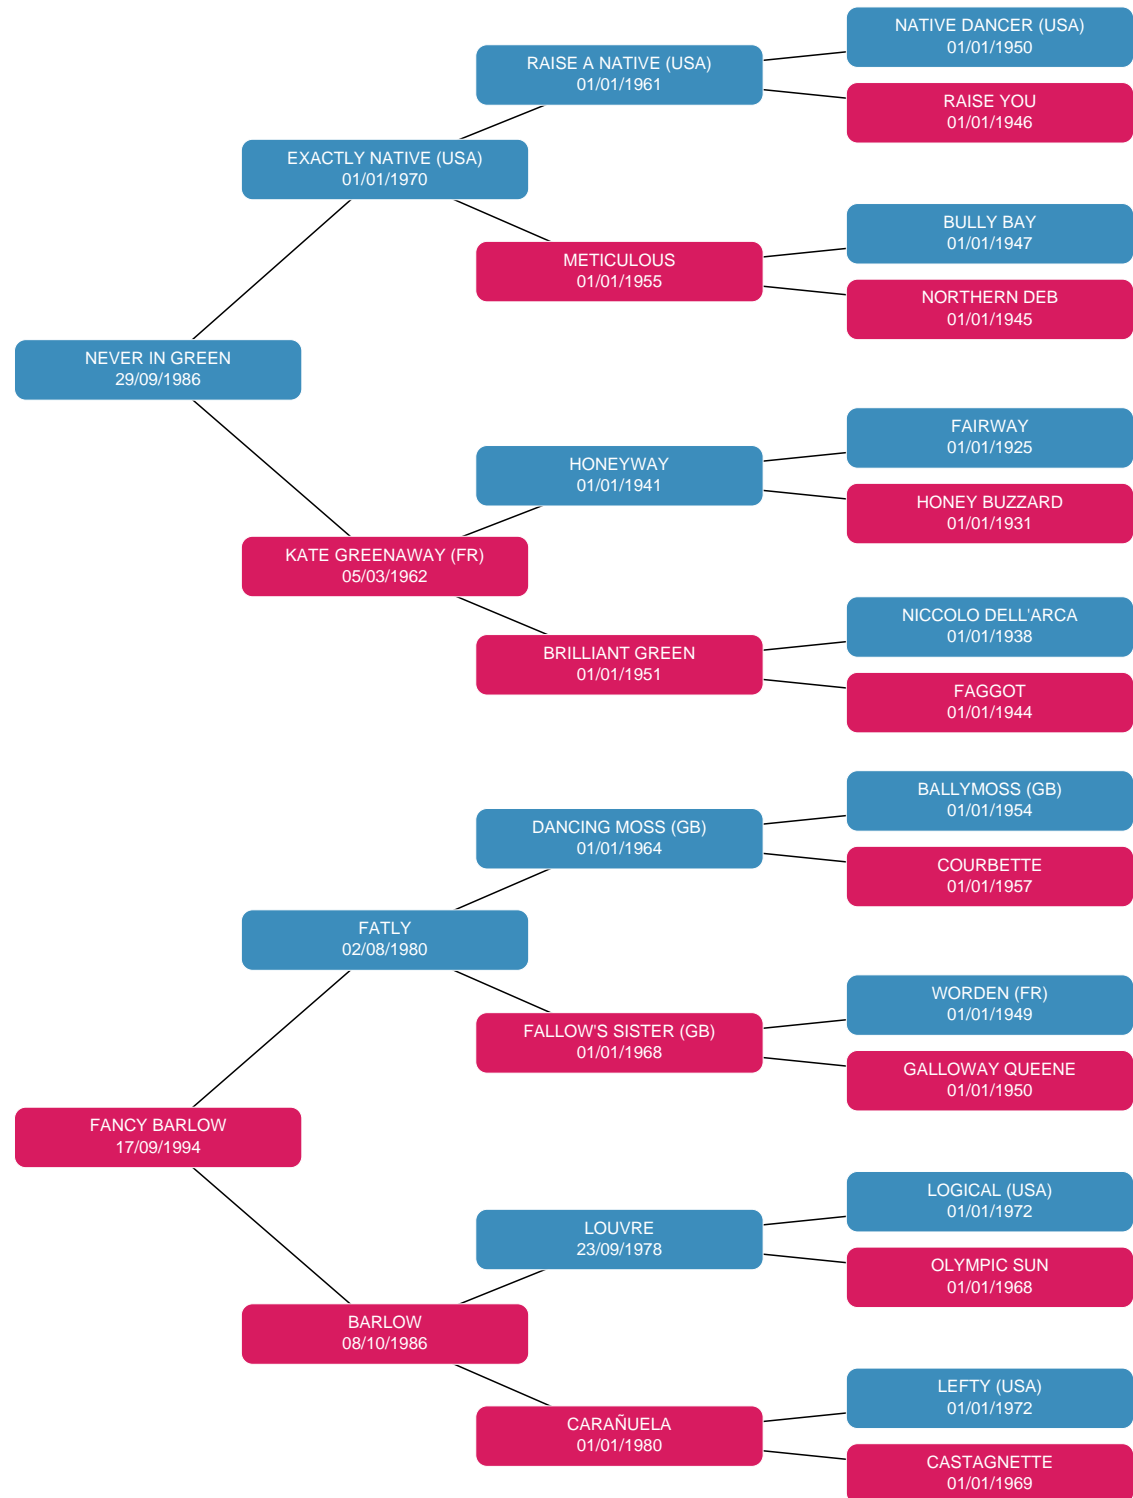 NATIVE DANCER (USA)
01/01/1950
RAISE A NATIVE (USA)
01/01/1961
RAISE YOU
01/01/1946
EXACTLY NATIVE (USA)
01/01/1970
BULLY BAY
01/01/1947
METICULOUS
01/01/1955
NORTHERN DEB
01/01/1945
NEVER IN GREEN
29/09/1986
FAIRWAY
01/01/1925
HONEYWAY
01/01/1941
HONEY BUZZARD
01/01/1931
KATE GREENAWAY (FR)
05/03/1962
NICCOLO DELL'ARCA
01/01/1938
BRILLIANT GREEN
01/01/1951
FAGGOT
01/01/1944
BALLYMOSS (GB)
01/01/1954
DANCING MOSS (GB)
01/01/1964
COURBETTE
01/01/1957
FATLY
02/08/1980
WORDEN (FR)
01/01/1949
FALLOW'S SISTER (GB)
01/01/1968
GALLOWAY QUEENE
01/01/1950
FANCY BARLOW
17/09/1994
LOGICAL (USA)
01/01/1972
LOUVRE
23/09/1978
OLYMPIC SUN
01/01/1968
BARLOW
08/10/1986
LEFTY (USA)
01/01/1972
CARAÑUELA
01/01/1980
CASTAGNETTE
01/01/1969